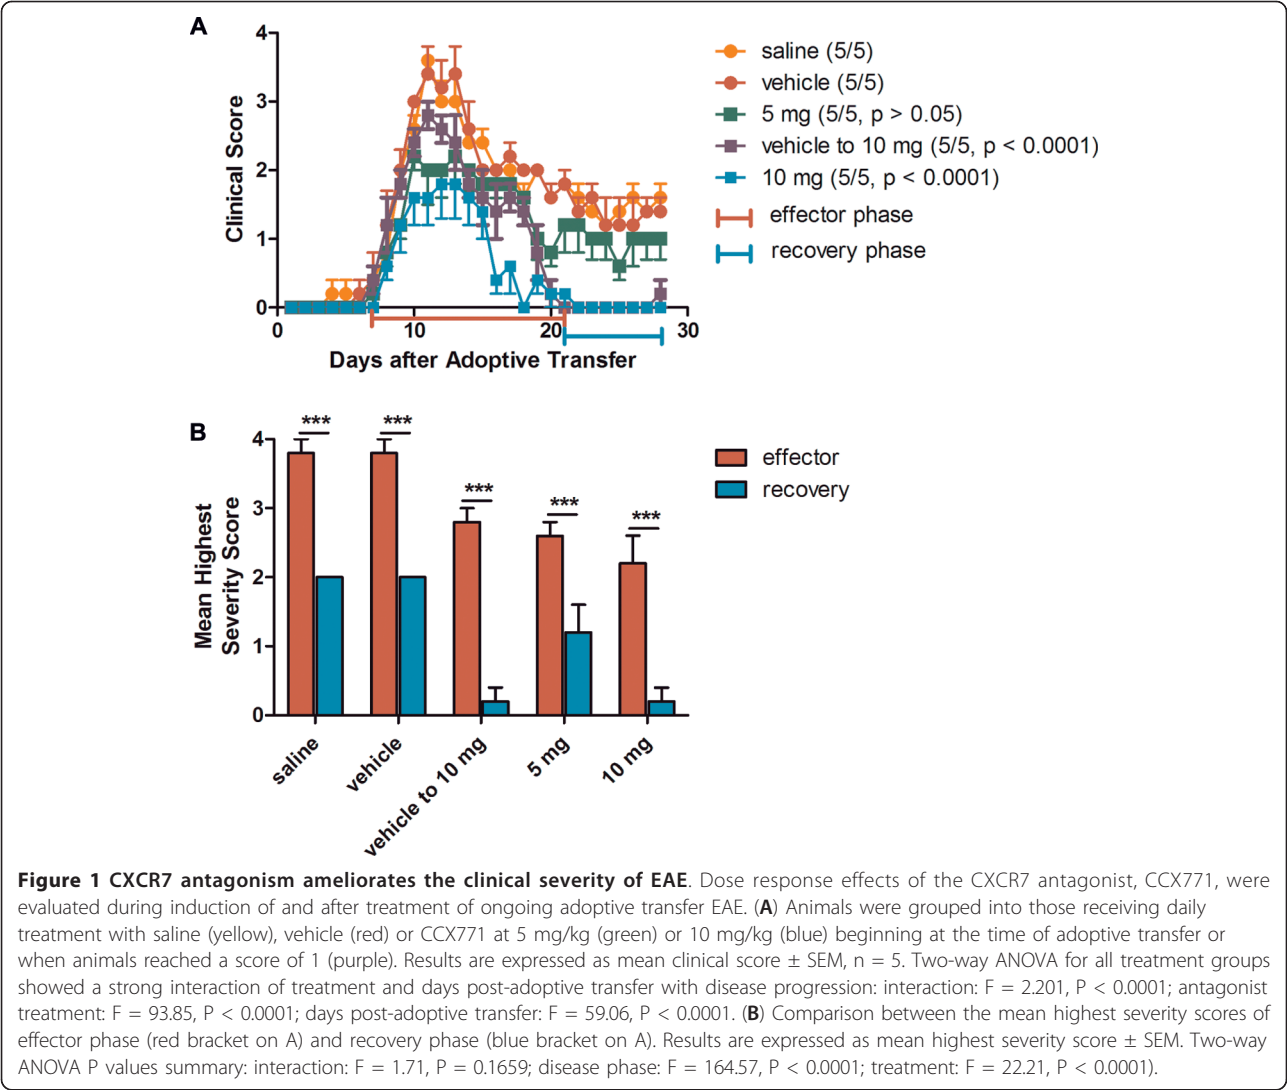 A
4
3
2
1
0
Clinical Score
0
10
20
30
Days after Adoptive Transfer
saline (5/5)
vehicle (5/5)
5 mg (5/5, p > 0.05)
vehicle to 10 mg (5/5, p < 0.0001)
10 mg (5/5, p < 0.0001)
effector phase
recovery phase
B
4
3
2
1
0
Mean Highest
Severity Score
***
***
***
***
***
saline
vehicle
vehicle to 10 mg
5 mg
10 mg
effector
recovery
Figure 1 CXCR7 antagonism ameliorates the clinical severity of EAE. Dose response effects of the CXCR7 antagonist, CCX771, were
evaluated during induction of and after treatment of ongoing adoptive transfer EAE. (A) Animals were grouped into those receiving daily
treatment with saline (yellow), vehicle (red) or CCX771 at 5 mg/kg (green) or 10 mg/kg (blue) beginning at the time of adoptive transfer or
when animals reached a score of 1 (purple). Results are expressed as mean clinical score ± SEM, n = 5. Two-way ANOVA for all treatment groups
showed a strong interaction of treatment and days post-adoptive transfer with disease progression: interaction: F = 2.201, P < 0.0001; antagonist
treatment: F = 93.85, P < 0.0001; days post-adoptive transfer: F = 59.06, P < 0.0001. (B) Comparison between the mean highest severity scores of
effector phase (red bracket on A) and recovery phase (blue bracket on A). Results are expressed as mean highest severity score ± SEM. Two-way
ANOVA P values summary: interaction: F = 1.71, P = 0.1659; disease phase: F = 164.57, P < 0.0001; treatment: F = 22.21, P < 0.0001).